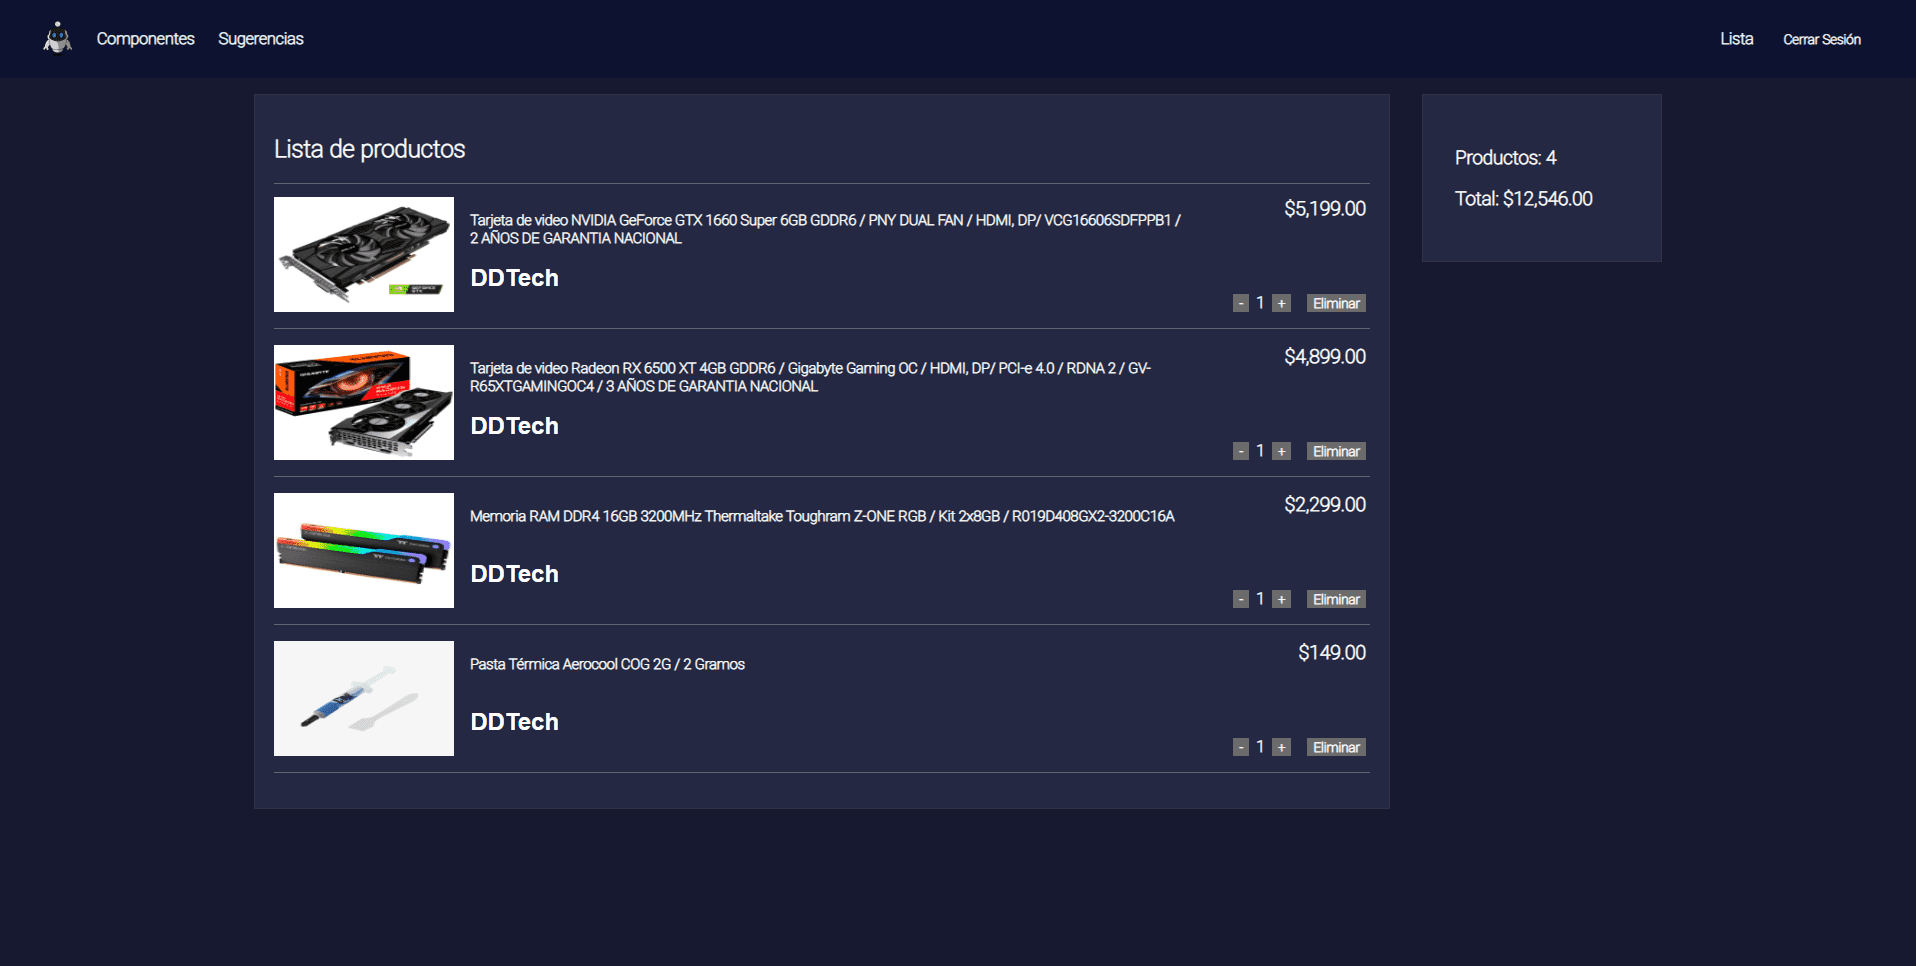 Componentes
Sugerencias
Lista
Cerrar Sesión
Lista de productos
Tarjeta de video NVIDIA GeForce GTX 1660 Super 6GB GDDR6 / PNY DUAL FAN / HDMI, DP/ VCG16606SDFPPB1 /
2 AÑOS DE GARANTIA NACIONAL
$5,199.00
DDTech
- 1 + Eliminar
Tarjeta de video Radeon RX 6500 XT 4GB GDDR6 / Gigabyte Gaming OC / HDMI, DP/ PCI-e 4.0 / RDNA 2 / GV-
R65XTGAMINGOC4 / 3 AÑOS DE GARANTIA NACIONAL
$4,899.00
DDTech
- 1 + Eliminar
Memoria RAM DDR4 16GB 3200MHz Thermaltake Toughram Z-ONE RGB / Kit 2x8GB / R019D408GX2-3200C16A
$2,299.00
DDTech
- 1 + Eliminar
Pasta Térmica Aerocool COG 2G / 2 Gramos
$149.00
DDTech
- 1 + Eliminar
Productos: 4
Total: $12,546.00